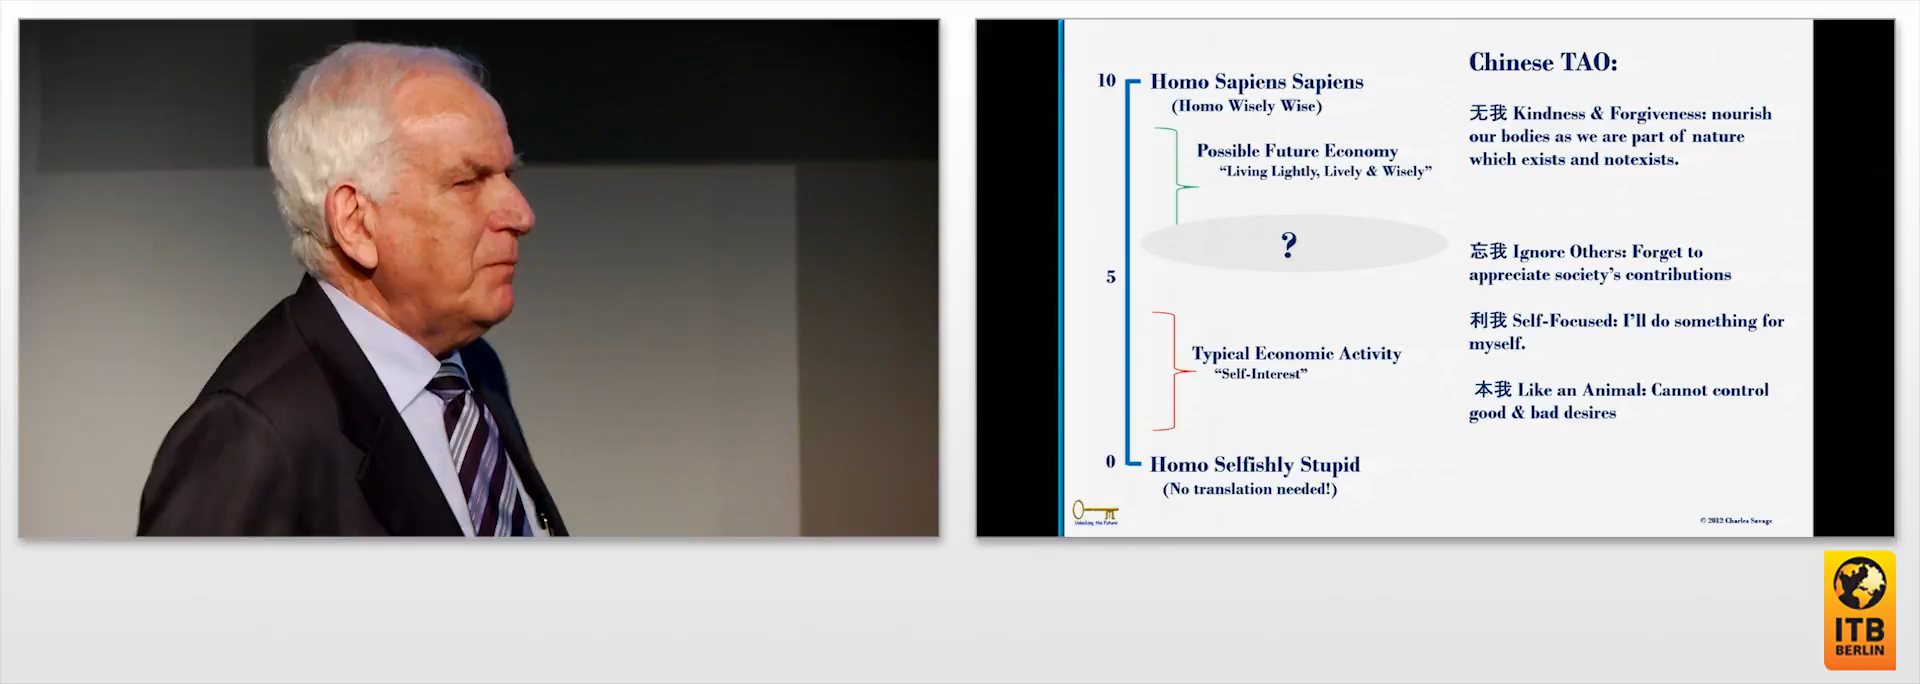 10
Homo Sapiens Sapiens
(Homo Wisely Wise)
Possible Future Economy
“Living Lightly, Lively & Wisely”
?
5
Typical Economic Activity
“Self-Interest”
0
Homo Selfishly Stupid
(No translation needed!)
Unlocking the Future
Chinese TAO:
无我 Kindness & Forgiveness: nourish
our bodies as we are part of nature
which exists and notexists.
忘我 Ignore Others: Forget to
appreciate society’s contributions
利我 Self-Focused: I’ll do something for
myself.
本我 Like an Animal: Cannot control
good & bad desires
© 2012 Charles Savage
ITB
BERLIN